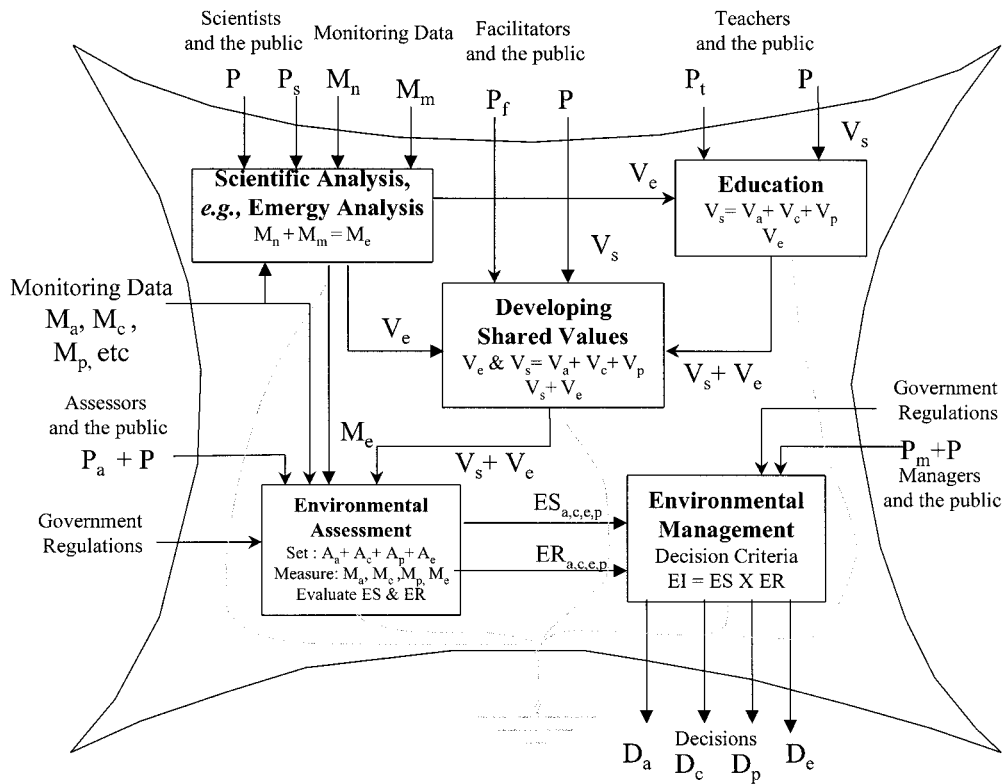 Scientists
and the public
Monitoring Data
Facilitators
and the public
Teachers
and the public
P
P_s
M_n
M_m
P_f
P
P_t
P
V_s
Scientific Analysis,
e.g., Emergy Analysis
M_n + M_m = M_e
V_e
Education
V_s = V_a + V_c + V_p
V_e
V_s
Monitoring Data
M_a, M_c ,
M_p, etc
Developing
Shared Values
V_e & V_s = V_a + V_c + V_p
V_s + V_e
V_e
V_s + V_e
Government
Regulations
Assessors
and the public
P_a + P
M_e
V_s + V_e
P_m+P
Managers
and the public
Government
Regulations
Environmental
Assessment
Set : A_a + A_c + A_p + A_e
Measure: M_a, M_c ,M_p, M_e
Evaluate ES & ER
ES_a,c,e,p
ER_a,c,e,p
Environmental
Management
Decision Criteria
EI = ES X ER
Decisions
D_a
D_c
D_p
D_e